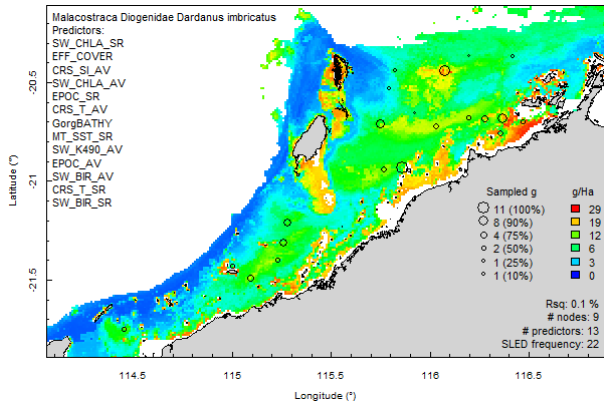 Malacostraca Diogenidae Dardanus imbricatus
Predictors:
SW_CHLA_SR
EFF_COVER
CRS_SI_AV
SW_CHLA_AV
EPOC_SR
CRS_T_AV
GorgBATHY
MT_SST_SR
SW_K490_AV
EPOC_AV
SW_BIR_AV
CRS_T_SR
SW_BIR_SR
Latitude (°)
-20.5
-21
-21.5
Sampled g
11 (100%)
8 (90%)
4 (75%)
2 (50%)
1 (25%)
1 (10%)
g/Ha
29
19
12
6
3
0
Rsq: 0.1 %
# nodes: 9
# predictors: 13
SLED frequency: 22
114.5 115 115.5 116 116.5
Longitude (°)